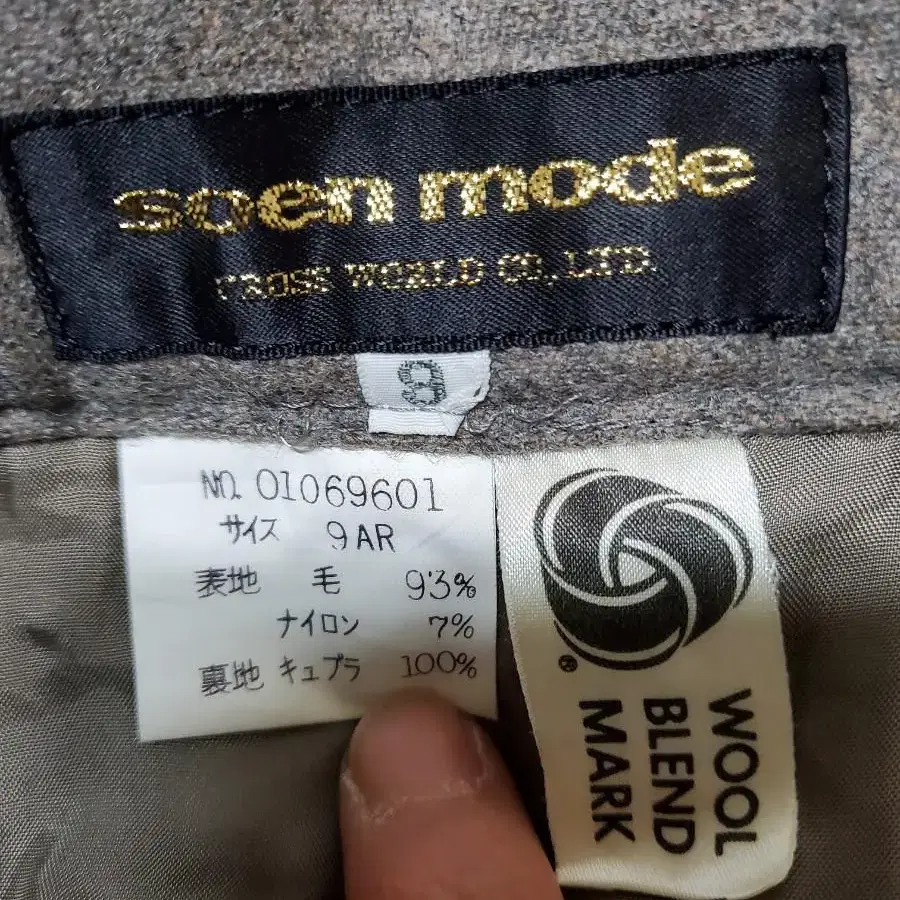 soen mode
CROSS WORLD CO., LTD.
9
NO. 01069601
サイズ 9AR
表地 毛 93%
ナイロン 7%
裏地 キュプラ 100%
®
WOOL
BLEND
MARK